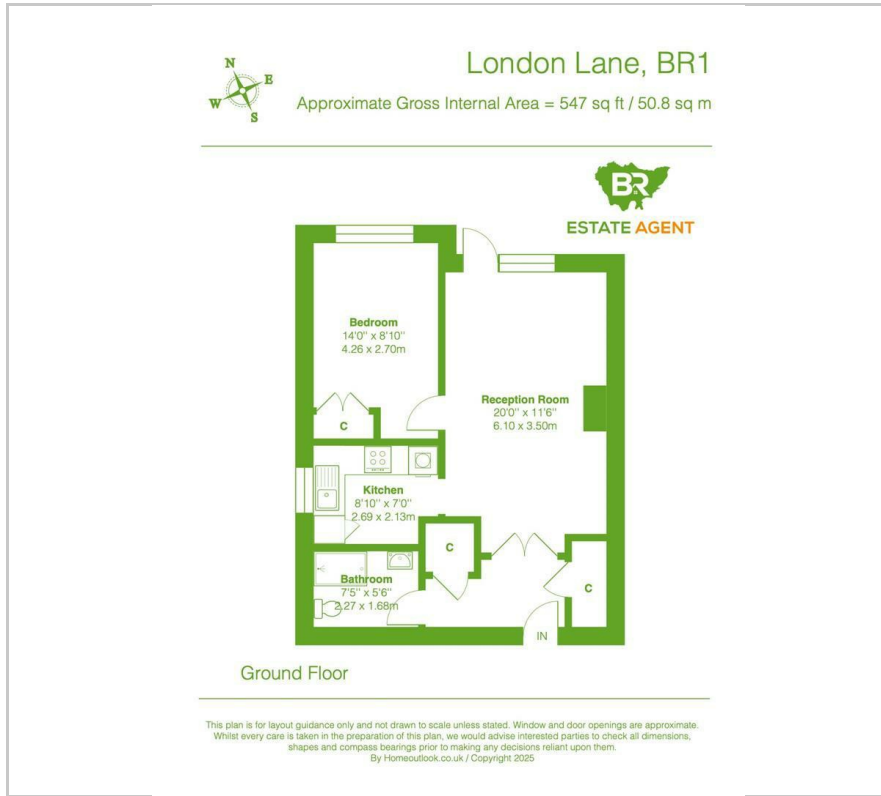 N
E
W
S
London Lane, BR1
Approximate Gross Internal Area = 547 sq ft / 50.8 sq m
BR
ESTATE AGENT
Bedroom
14'0" x 8'10"
4.26 x 2.70m
C
Reception Room
20'0" x 11'6"
6.10 x 3.50m
Kitchen
8'10" x 7'0"
2.69 x 2.13m
C
C
Bathroom
7'5" x 5'6"
2.27 x 1.68m
IN
Ground Floor
This plan is for layout guidance only and not drawn to scale unless stated. Window and door openings are approximate.
Whilst every care is taken in the preparation of this plan, we would advise interested parties to check all dimensions,
shapes and compass bearings prior to making any decisions reliant upon them.
By Homeoutlook.co.uk / Copyright 2025